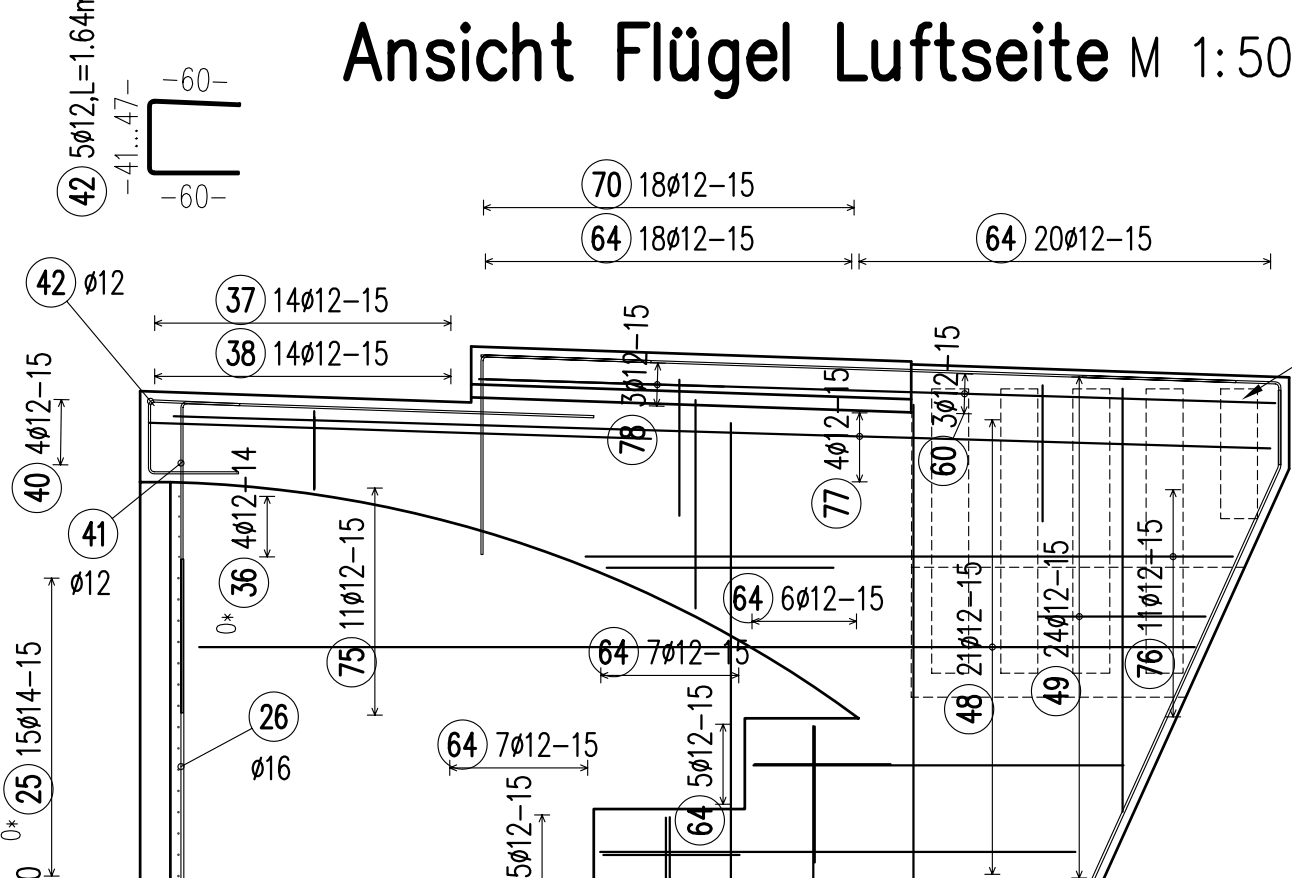 Ansicht Flügel Luftseite M 1:50
42 5ø12,L=1.64m
-60-
-41...47-
-60-
70 18ø12-15
64 18ø12-15
64 20ø12-15
42 ø12
37 14ø12-15
38 14ø12-15
40 4ø12-15
78 3ø12-15
77 4ø12-15
60 3ø12-15
41
ø12
36 4ø12-14
0*
75 11ø12-15
64 6ø12-15
64 7ø12-15
48 21ø12-15
49 24ø12-15
76 11ø12-15
26
ø16
64 7ø12-15
64 5ø12-15
25 15ø14-15
0*
5ø12-15
0